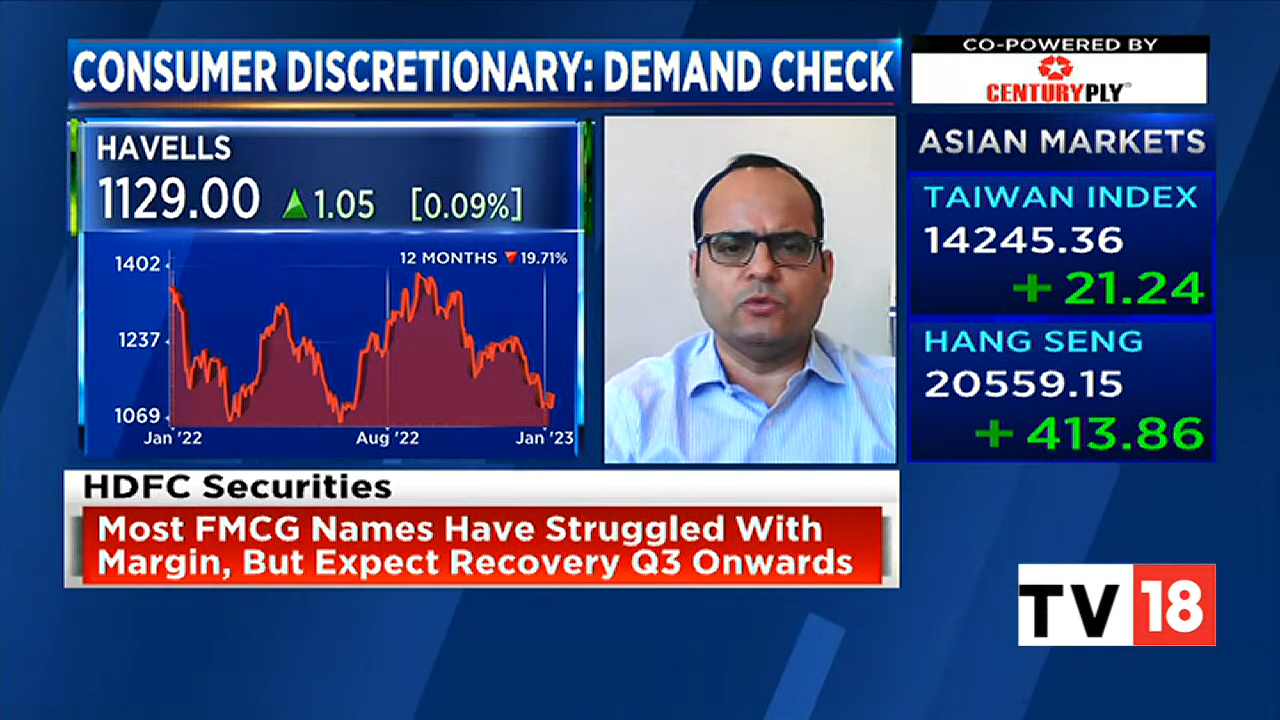 CONSUMER DISCRETIONARY: DEMAND CHECK
CO-POWERED BY
CENTURYPLY
HAVELLS
1129.00 ▲ 1.05 [0.09%]
12 MONTHS ▼ 19.71%
1402
1237
1069
Jan '22 Aug '22 Jan '23
ASIAN MARKETS
TAIWAN INDEX
14245.36
+ 21.24
HANG SENG
20559.15
+ 413.86
HDFC Securities
Most FMCG Names Have Struggled With
Margin, But Expect Recovery Q3 Onwards
TV 18